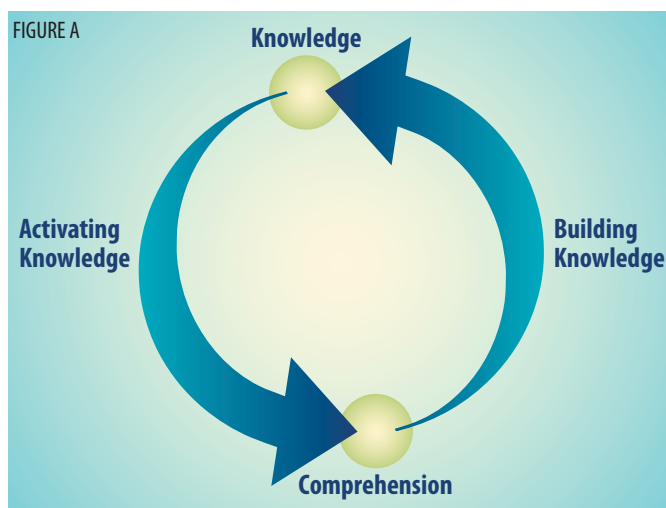 FIGURE A
Knowledge
Activating
Knowledge
Building
Knowledge
Comprehension